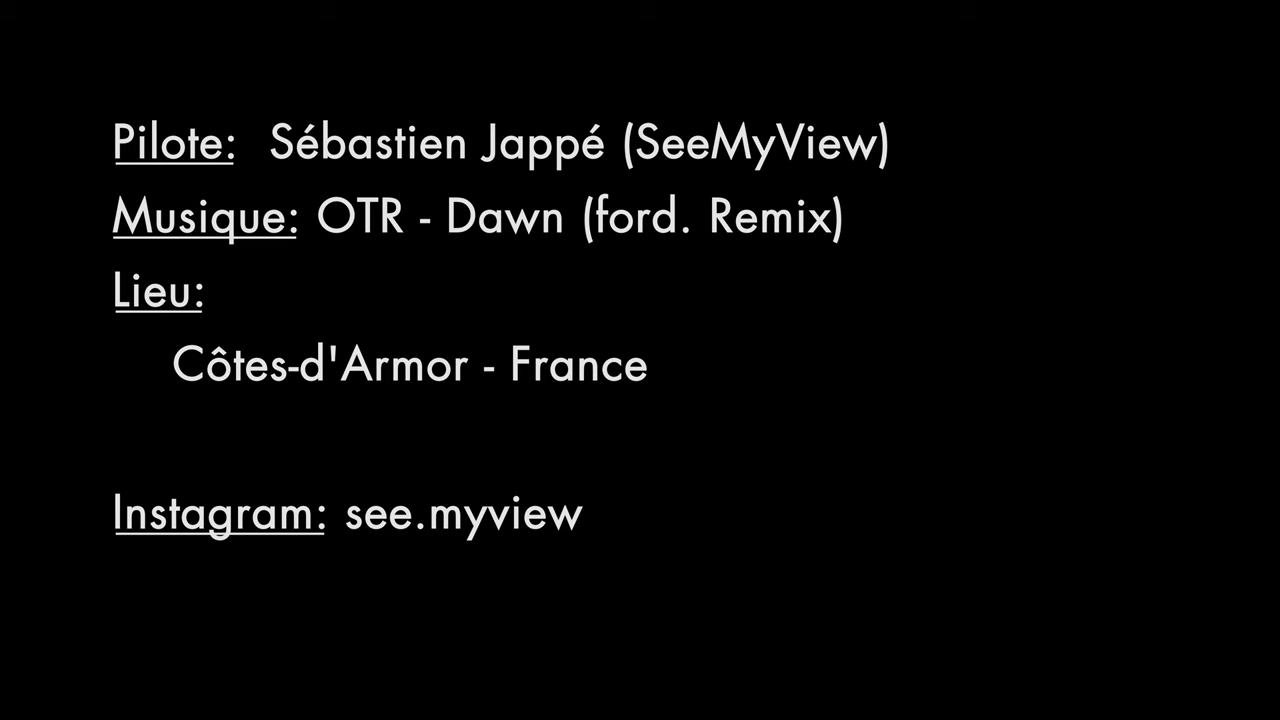 Pilote: Sébastien Jappé (SeeMyView)
Musique: OTR - Dawn (ford. Remix)
Lieu:
Côtes-d'Armor - France
Instagram: see.myview